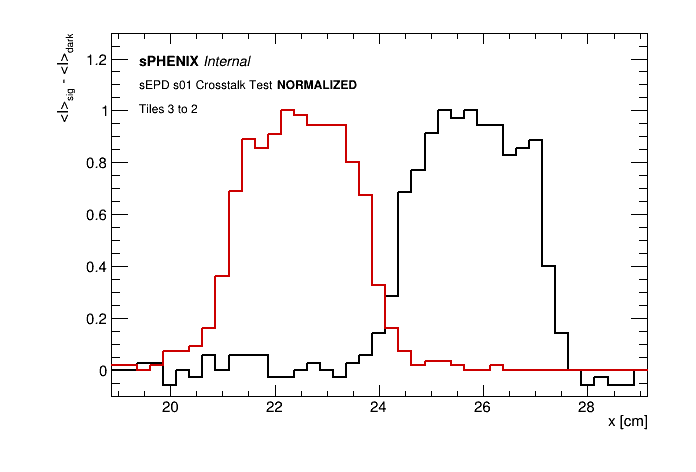 <I>sig - <I>dark
sPHENIX Internal
sEPD s01 Crosstalk Test NORMALIZED
Tiles 3 to 2
1.2
1
0.8
0.6
0.4
0.2
0
20 22 24 26 28
x [cm]